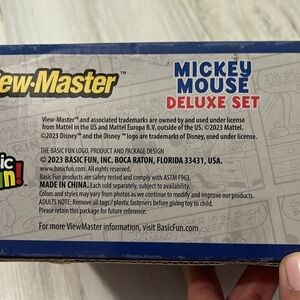 ew-Master™
MICKEY
MOUSE
DELUXE SET
View-Master™ and associated trademarks are owned by and used under license
from Mattel in the US and Mattel Europa B.V. outside of the US. ©2023 Mattel.
©2023 Disney™ and the Disney™ logo are trademarks of Disney, used under license.
ic
n!
THE BASIC FUN LOGO, PRODUCT AND PACKAGE DESIGN
© 2023 BASIC FUN, INC. BOCA RATON, FLORIDA 33431, USA.
www.basicfun.com. All rights reserved.
Basic Fun products are safety tested and comply with ASTM F963.
MADE IN CHINA. Each sold separately, subject to availability.
Colors and styles may vary from photos as we continue to modify and improve our products.
ADULTS NOTE: Remove all tags / plastic fasteners before giving toy to child.
Please retain this package for future reference.
For more ViewMaster information, visit BasicFun.com